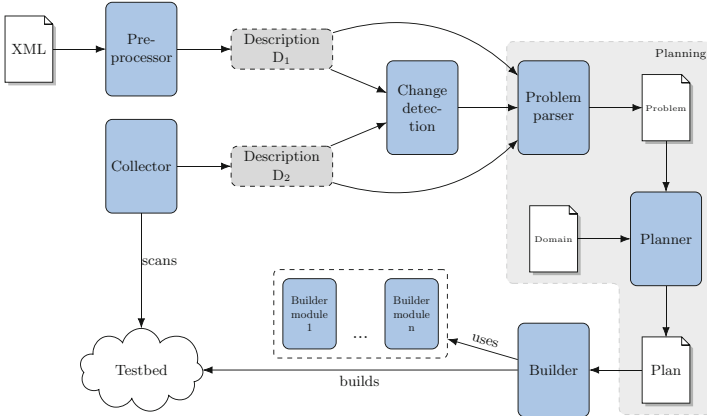 XML
Pre-
processor
Description
D1
Planning
Change
detec-
tion
Problem
parser
Problem
Collector
Description
D2
Domain
Planner
scans
Builder
module
1
...
Builder
module
n
uses
Testbed
builds
Builder
Plan